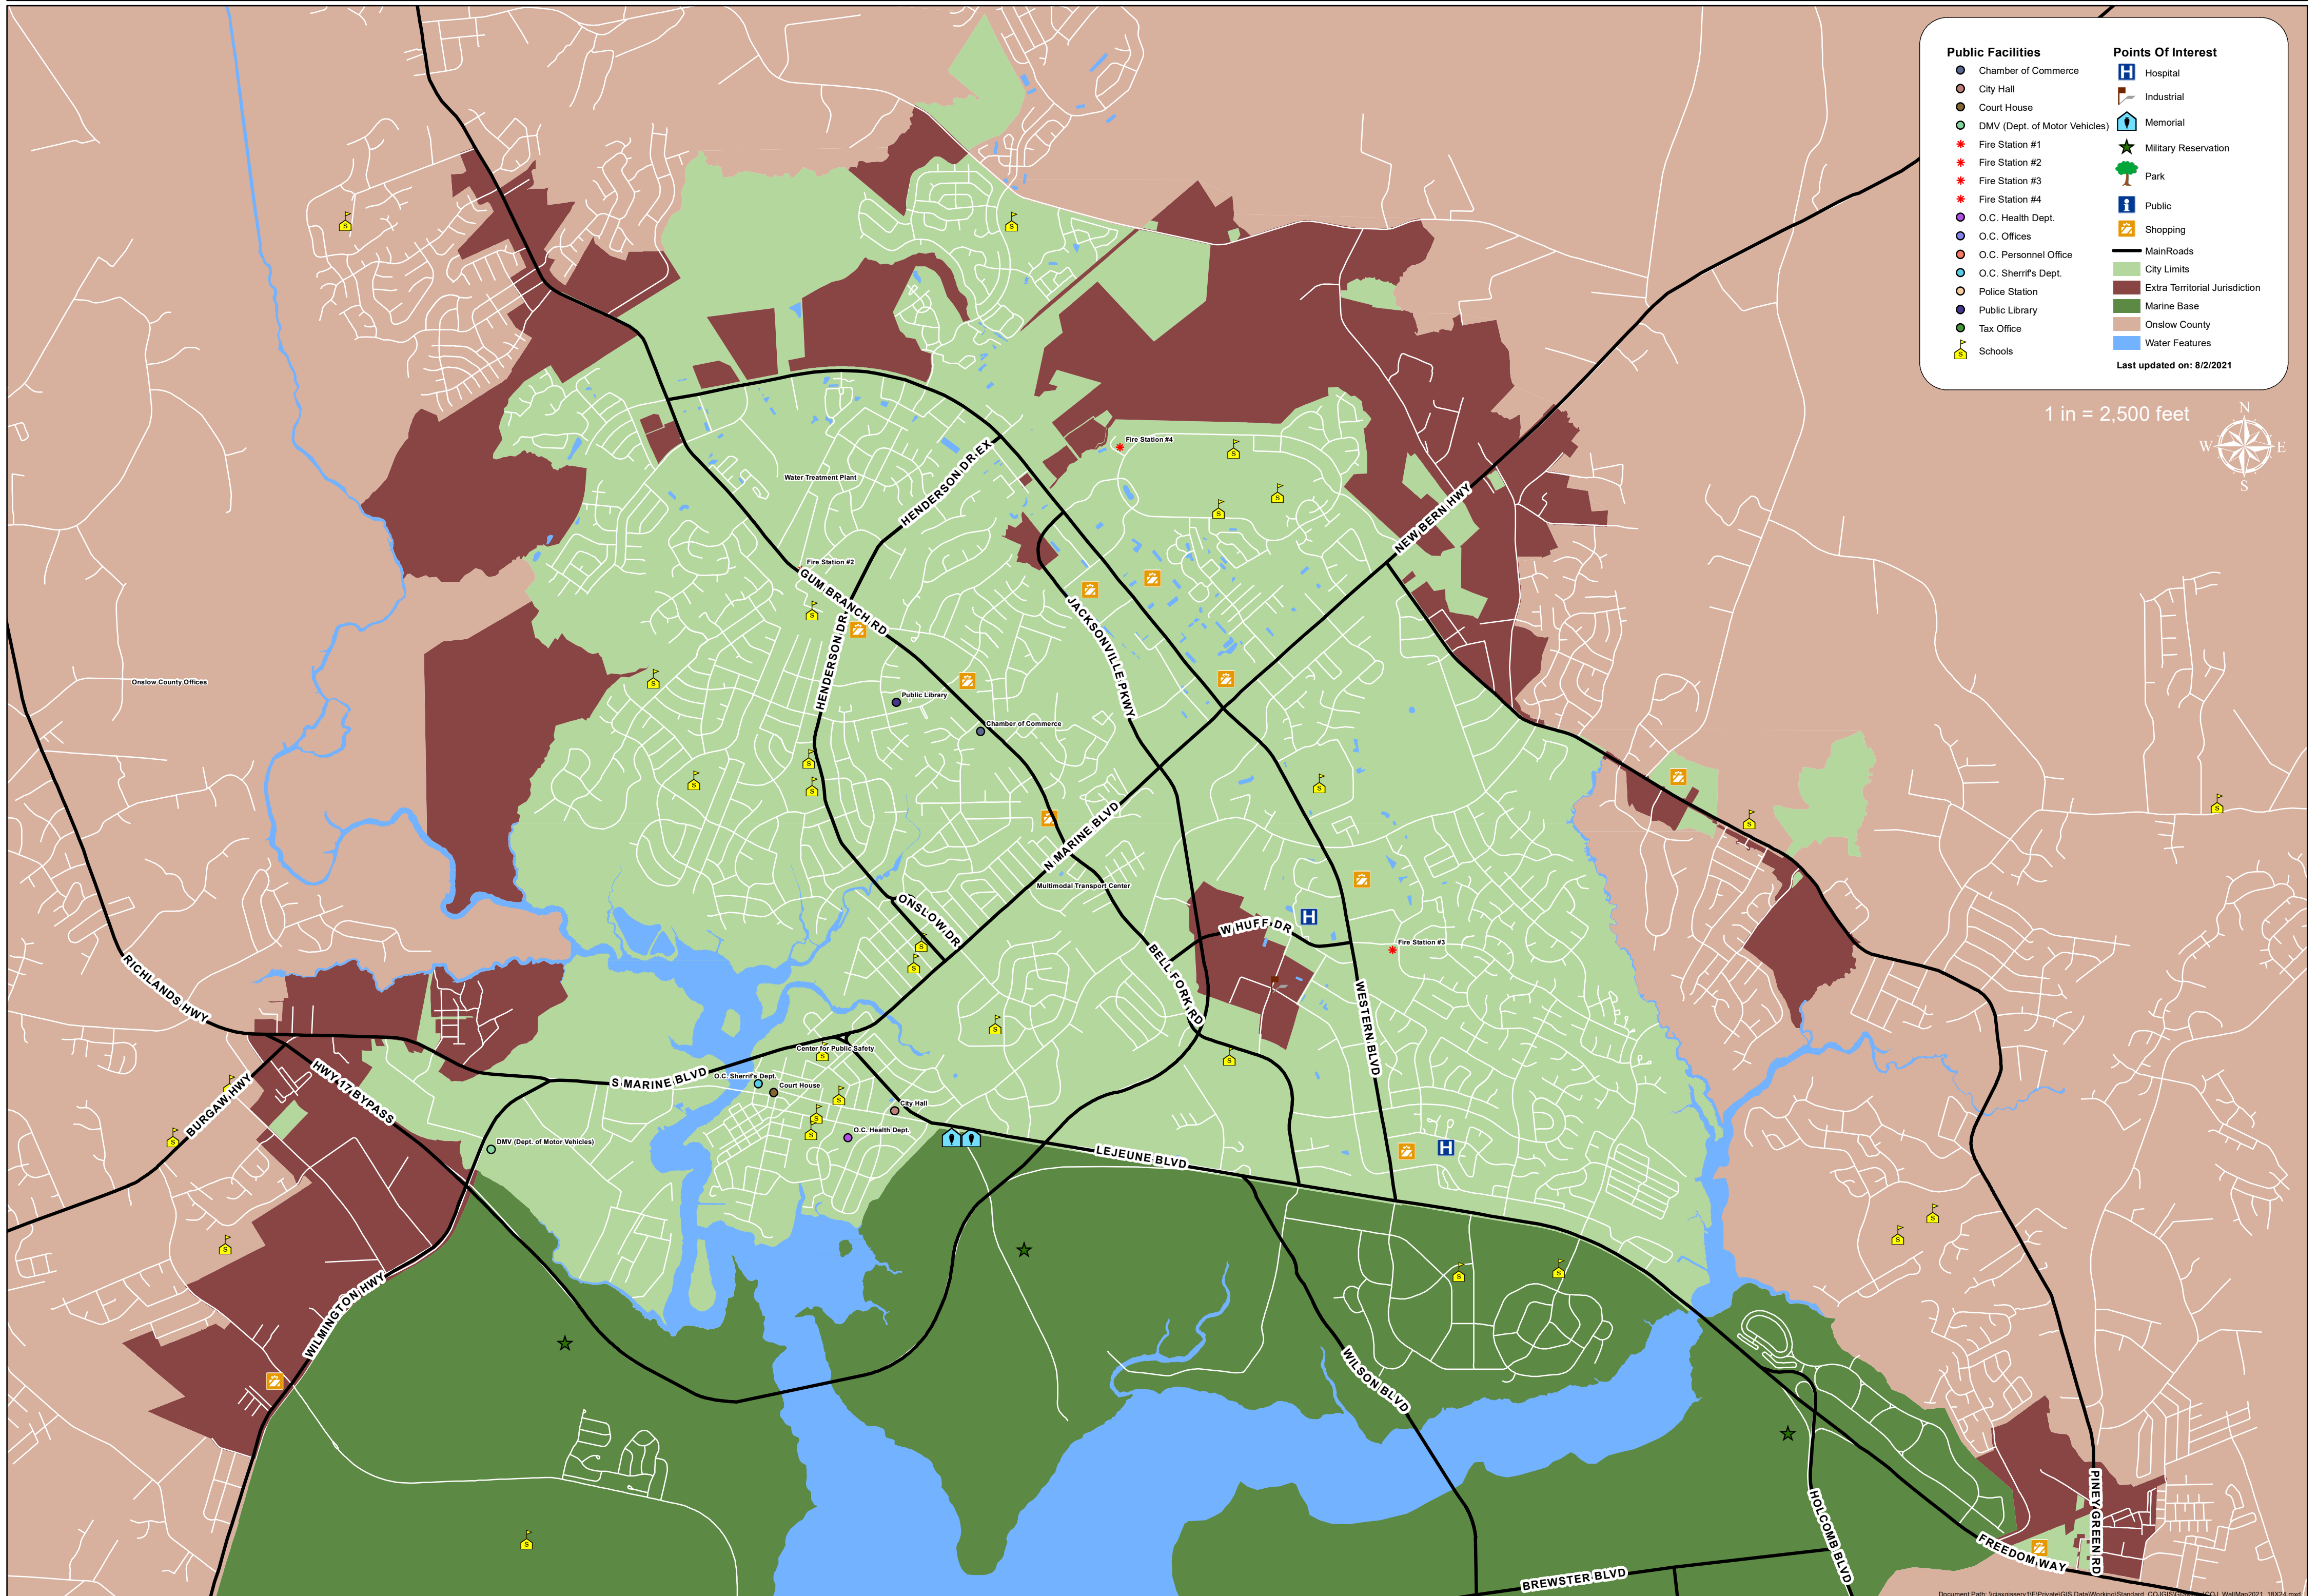 Public Facilities
Chamber of Commerce
City Hall
Court House
DMV (Dept. of Motor Vehicles)
Fire Station #1
Fire Station #2
Fire Station #3
Fire Station #4
O.C. Health Dept.
O.C. Offices
O.C. Personnel Office
O.C. Sherrif's Dept.
Police Station
Public Library
Tax Office
S Schools
Points Of Interest
H Hospital
Industrial
Memorial
Military Reservation
Park
Public
Shopping
MainRoads
City Limits
Extra Territorial Jurisdiction
Marine Base
Onslow County
Water Features
Last updated on: 8/2/2021
1 in = 2,500 feet
N
W E
S
Fire Station #4
HENDERSON DR EX
Water Treatment Plant
NEW BERN HWY
Fire Station #2
GUM BRANCH RD
JACKSONVILLE PKWY
HENDERSON DR
Onslow County Offices
Public Library
Chamber of Commerce
N MARINE BLVD
Multimodal Transport Center
ONSLOW DR
W HUFF DR
H
Fire Station #3
BELL FORK RD
RICHLANDS HWY
WESTERN BLVD
Center for Public Safety
S MARINE BLVD
O.C. Sherrif's Dept.
Court House
HWY 17 BYPASS
BURGAW HWY
City Hall
O.C. Health Dept.
DMV (Dept. of Motor Vehicles)
LEJEUNE BLVD
H
WILMINGTON HWY
WILSON BLVD
HOLCOMB BLVD
PINEY GREEN RD
FREEDOM WAY
BREWSTER BLVD